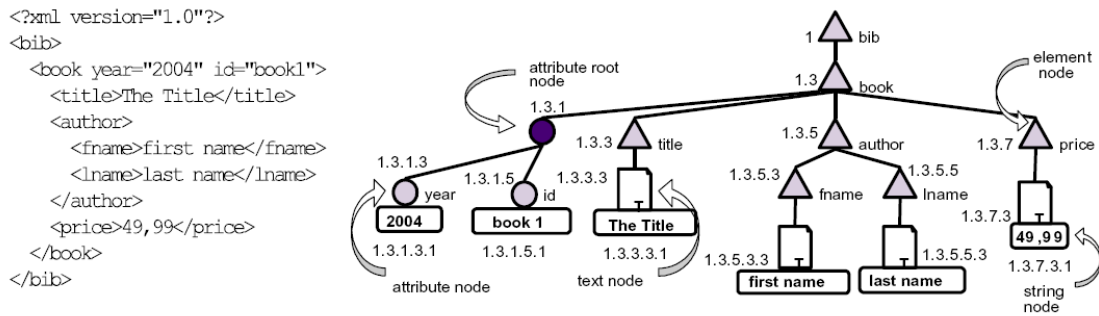 <?xml version="1.0"?>
<bib>
<book year="2004" id="book1">
<title>The Title</title>
<author>
<fname>first name</fname>
<lname>last name</lname>
</author>
<price>49,99</price>
</book>
</bib>
1 bib
attribute root
node
element
node
1.3 book
1.3.1
1.3.3 title
1.3.5 author
1.3.7 price
1.3.1.3 year
1.3.1.5 id
1.3.3.3
T
1.3.5.3 fname
1.3.5.5 lname
1.3.7.3
T
2004
book 1
The Title
49,99
1.3.1.3.1
1.3.1.5.1
1.3.3.3.1
1.3.5.3.3
T
1.3.5.5.3
T
1.3.7.3.1
first name
last name
attribute node
text node
string
node